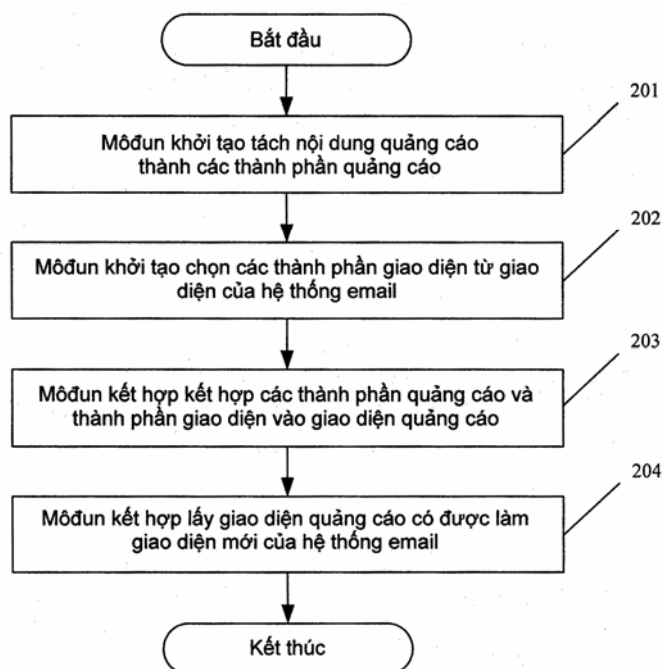 Bắt đầu
201
Môđun khởi tạo tách nội dung quảng cáo
thành các thành phần quảng cáo
202
Môđun khởi tạo chọn các thành phần giao diện từ giao
diện của hệ thống email
203
Môđun kết hợp kết hợp các thành phần quảng cáo và
thành phần giao diện vào giao diện quảng cáo
204
Môđun kết hợp lấy giao diện quảng cáo có được làm
giao diện mới của hệ thống email
Kết thúc